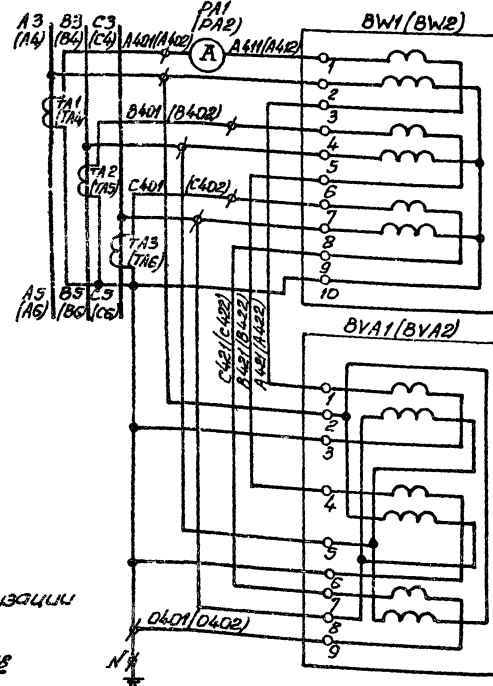 A3 B3 C3
(A4) (B4) (C4)
PA1
(PA2)
A401(A402)
A
A411(A412)
BW1(BW2)
1
2
3
4
5
6
7
8
9
10
TA1
(TA4)
B401 (B402)
TA2
(TA5)
C401 (C402)
TA3
(TA6)
A5 B5 C5
(A6) (B6) (C6)
C421(C422)
B421(B422)
A421(A422)
BVA1(BVA2)
1
2
3
4
5
6
7
8
9
0401(0402)
N